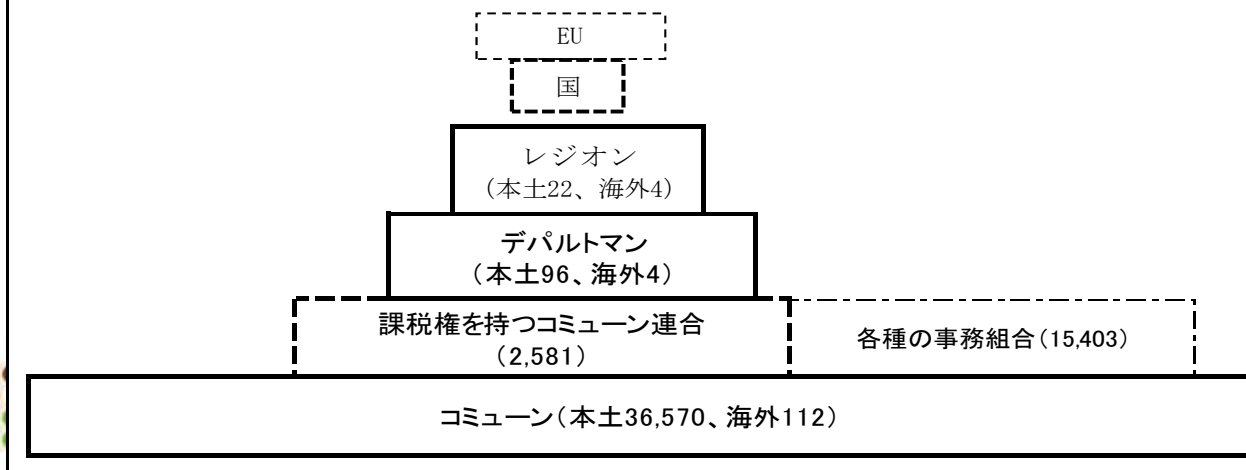 EU
国
レジオン
（本土22、海外4）
デパルトマン
（本土96、海外4）
課税権を持つコミューン連合
（2,581）
各種の事務組合（15,403）
コミューン（本土36,570、海外112）